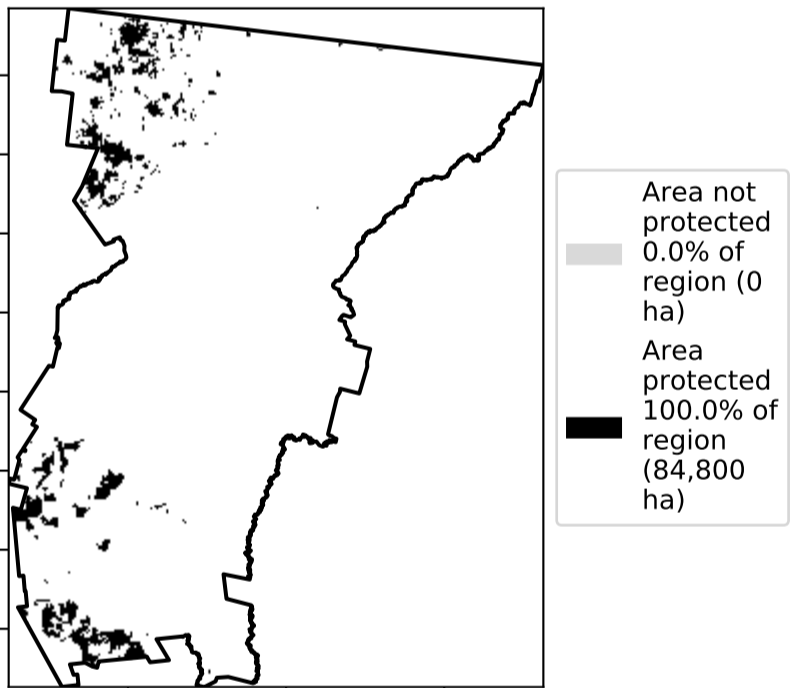 Area not
protected
0.0% of
region (0
ha)
Area
protected
100.0% of
region
(84,800
ha)